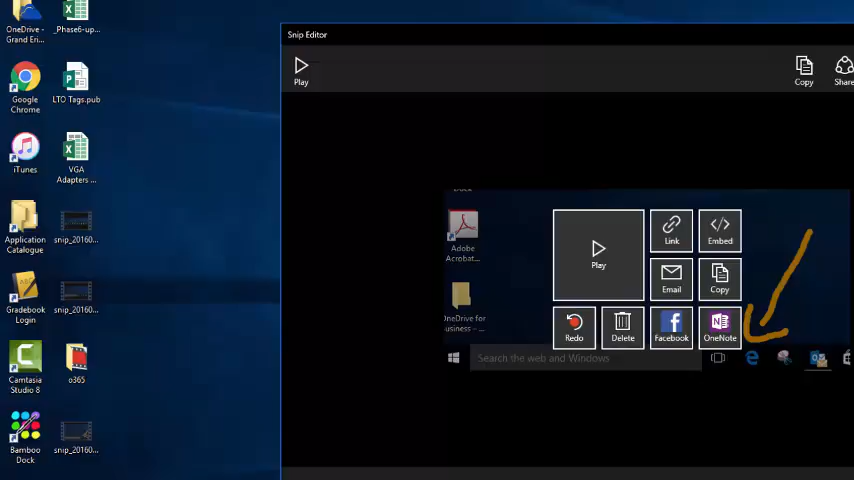 OneDrive -
Grand Eri...
_Phase6-up...
Google
Chrome
LTO Tags.pub
iTunes
VGA
Adapters ...
Application
Catalogue
snip_20160...
Gradebook
Login
snip_20160...
Camtasia
Studio 8
o365
Bamboo
Dock
snip_20160...
Snip Editor
Play
Copy
Share
Adobe
Acrobat...
OneDrive for
Business - ...
Play
Link
Embed
Email
Copy
Redo
Delete
Facebook
OneNote
Search the web and Windows